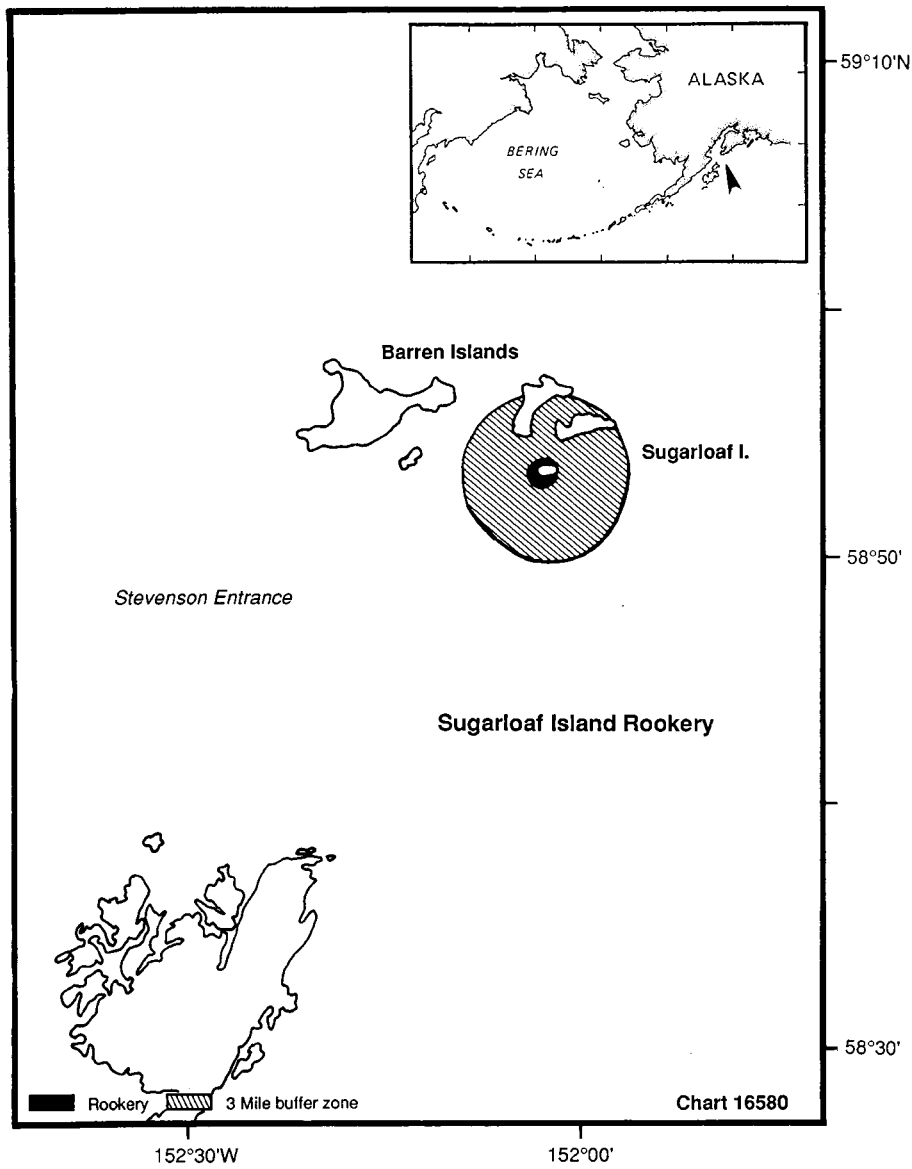 59°10'N
ALASKA
BERING
SEA
Barren Islands
Sugarloaf I.
58°50'
Stevenson Entrance
Sugarloaf Island Rookery
58°30'
Rookery
3 Mile buffer zone
Chart 16580
152°30'W
152°00'